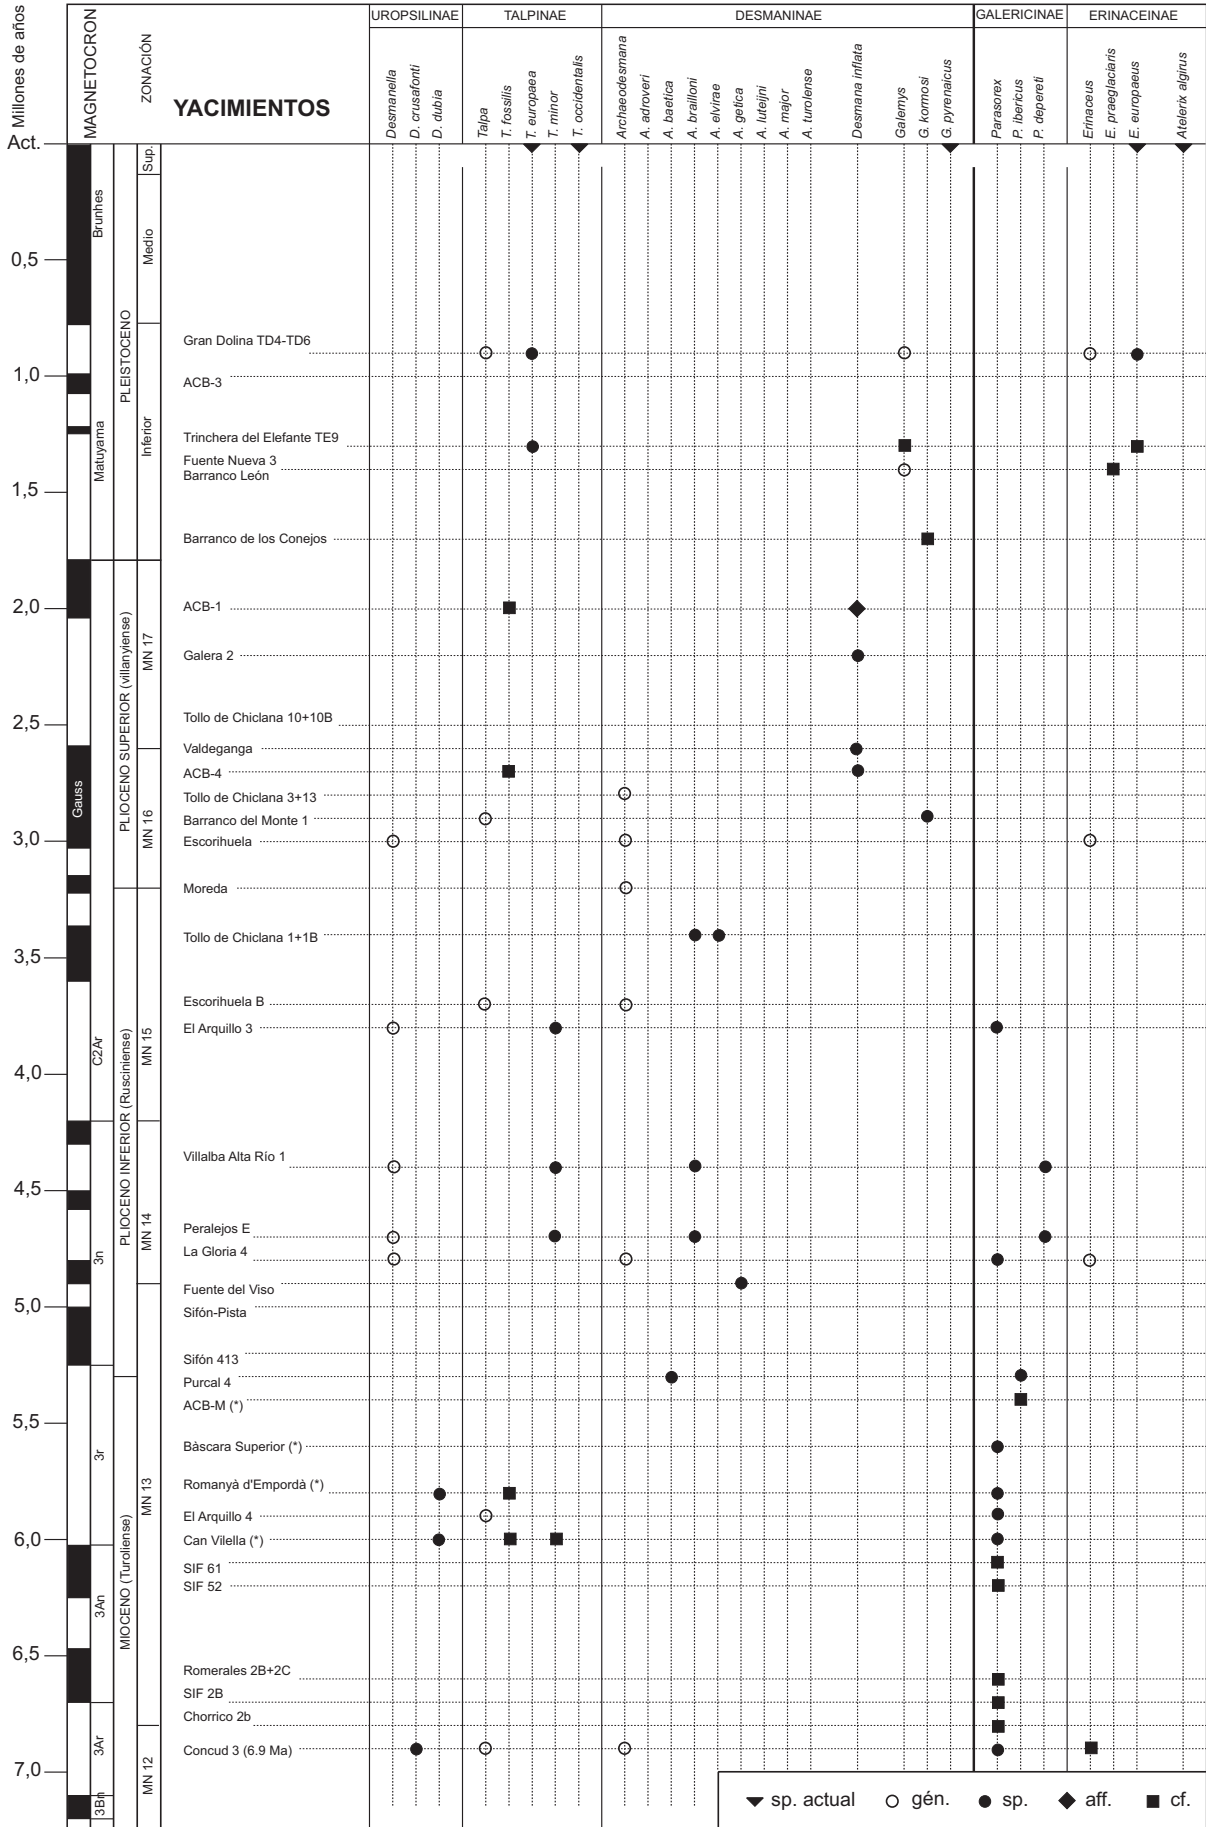 Millones de años
MAGNETOCRON
ZONACIÓN
YACIMIENTOS
UROPSILINAE
TALPINAE
DESMANINAE
GALERICINAE
ERINACEINAE
Desmanella
D. crusafonti
D. dubia
Talpa
T. fossilis
T. europaea
T. minor
T. occidentalis
Archaeodesmana
A. adroveri
A. baetica
A. brailloni
A. elvirae
A. getica
A. luteijni
A. major
A. turolense
Desmana inflata
Galemys
G. kormosi
G. pyrenaicus
Parasorex
P. ibericus
P. depereti
Erinaceus
E. praeglaciaris
E. europaeus
Atelerix algirus
Act.
0,5
1,0
1,5
2,0
2,5
3,0
3,5
4,0
4,5
5,0
5,5
6,0
6,5
7,0
Brunhes
Matuyama
Gauss
C2Ar
3n
3r
3An
3Ar
3Bn
PLEISTOCENO
PLIOCENO SUPERIOR (villanyiense)
PLIOCENO INFERIOR (Rusciniense)
MIOCENO (Turoliense)
Sup.
Medio
Inferior
MN 17
MN 16
MN 15
MN 14
MN 13
MN 12
Gran Dolina TD4-TD6
ACB-3
Trinchera del Elefante TE9
Fuente Nueva 3
Barranco León
Barranco de los Conejos
ACB-1
Galera 2
Tollo de Chiclana 10+10B
Valdeganga
ACB-4
Tollo de Chiclana 3+13
Barranco del Monte 1
Escorihuela
Moreda
Tollo de Chiclana 1+1B
Escorihuela B
El Arquillo 3
Villalba Alta Río 1
Peralejos E
La Gloria 4
Fuente del Viso
Sifón-Pista
Sifón 413
Purcal 4
ACB-M (*)
Bàscara Superior (*)
Romanyà d'Empordà (*)
El Arquillo 4
Can Vilella (*)
SIF 61
SIF 52
Romerales 2B+2C
SIF 2B
Chorrico 2b
Concud 3 (6.9 Ma)
sp. actual
gén.
sp.
aff.
cf.